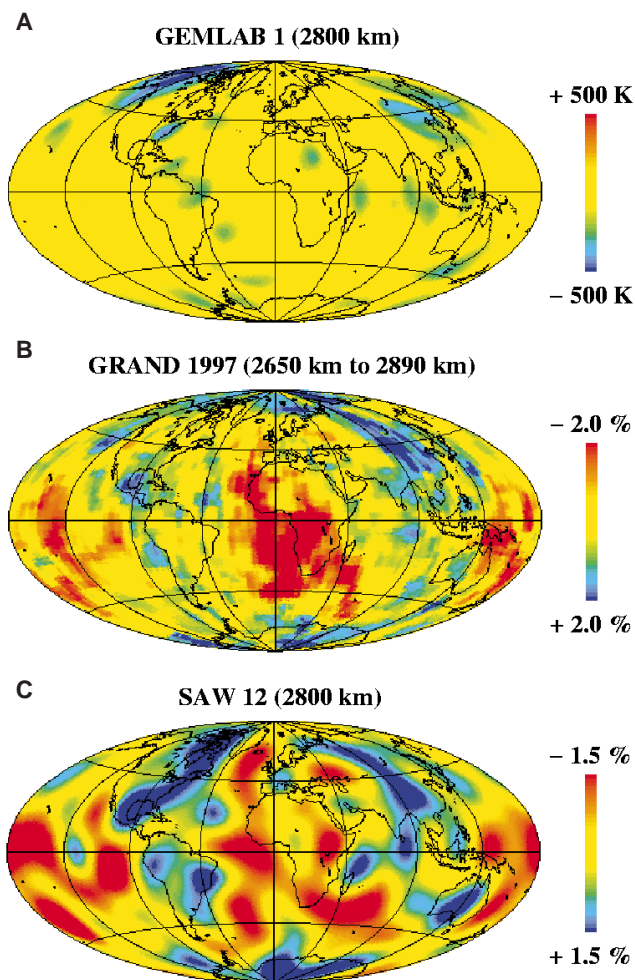 A
GEMLAB 1 (2800 km)
+ 500 K
− 500 K
B
GRAND 1997 (2650 km to 2890 km)
− 2.0 %
+ 2.0 %
C
SAW 12 (2800 km)
− 1.5 %
+ 1.5 %